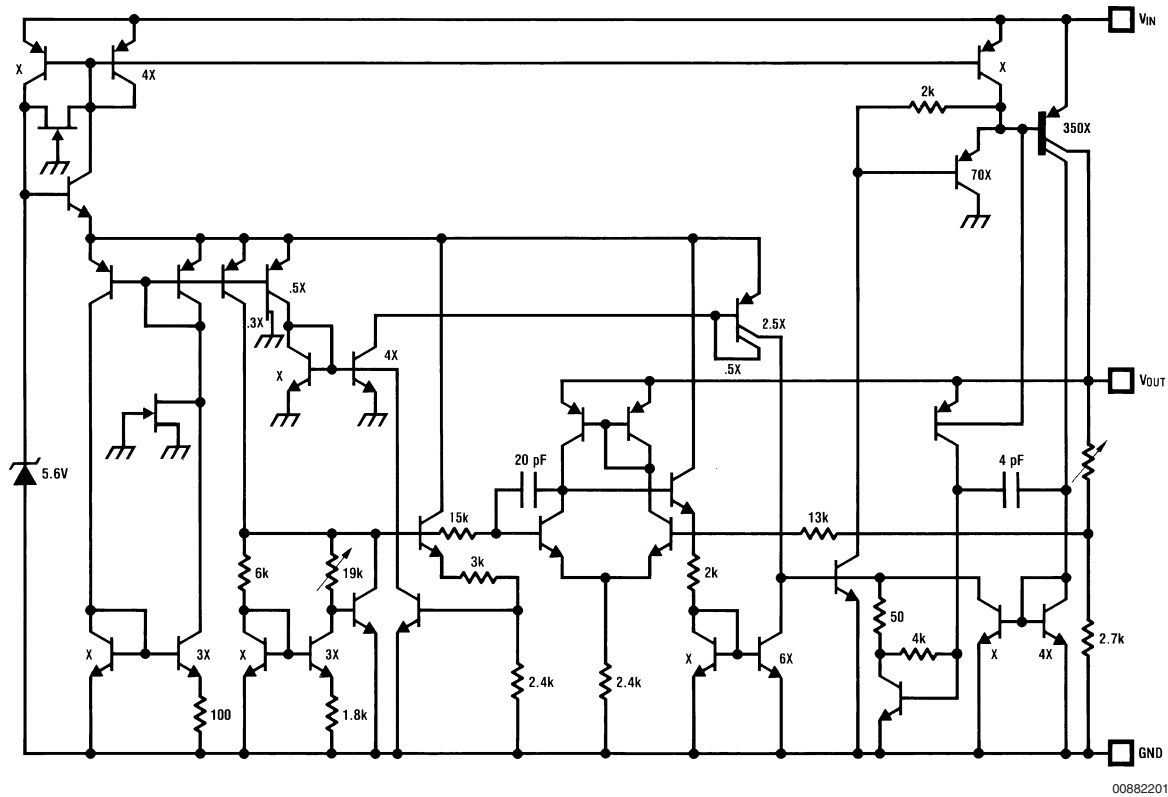 VIN
X
4X
X
2k
350X
70X
.5X
.3X
2.5X
4X
X
.5X
VOUT
5.6V
20 pF
4 pF
15k
13k
3k
6k
19k
2k
50
4k
2.7k
X
3X
X
3X
X
6X
X
4X
2.4k
2.4k
100
1.8k
GND
00882201